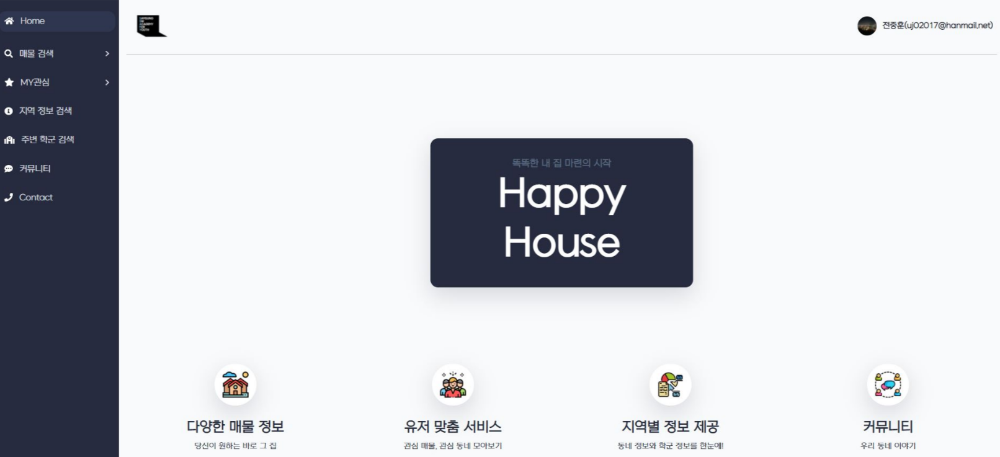 Home
매물 검색
MY관심
지역 정보 검색
주변 학군 검색
커뮤니티
Contact
SAMSUNG
SW
ACADEMY
FOR
YOUTH
전중훈(uj02017@hanmail.net)
똑똑한 내 집 마련의 시작
Happy
House
다양한 매물 정보
당신이 원하는 바로 그 집
유저 맞춤 서비스
관심 매물, 관심 동네 모아보기
지역별 정보 제공
동네 정보와 학군 정보를 한눈에!
커뮤니티
우리 동네 이야기